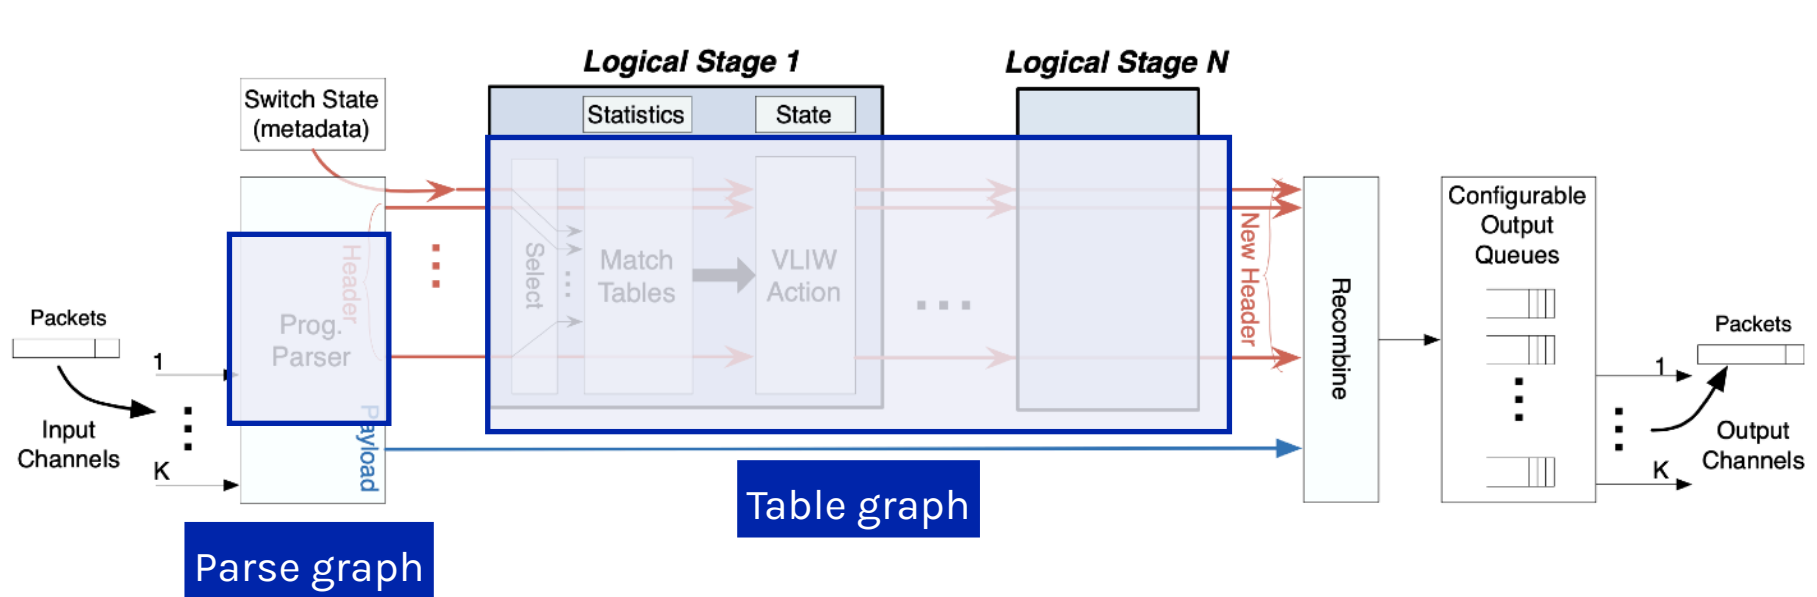 Logical Stage 1
Logical Stage N
Switch State
(metadata)
Statistics
State
Header
Prog.
Parser
Payload
Select
Match
Tables
VLIW
Action
New Header
Recombine
Configurable
Output
Queues
Packets
1
K
Input
Channels
Packets
1
K
Output
Channels
Table graph
Parse graph